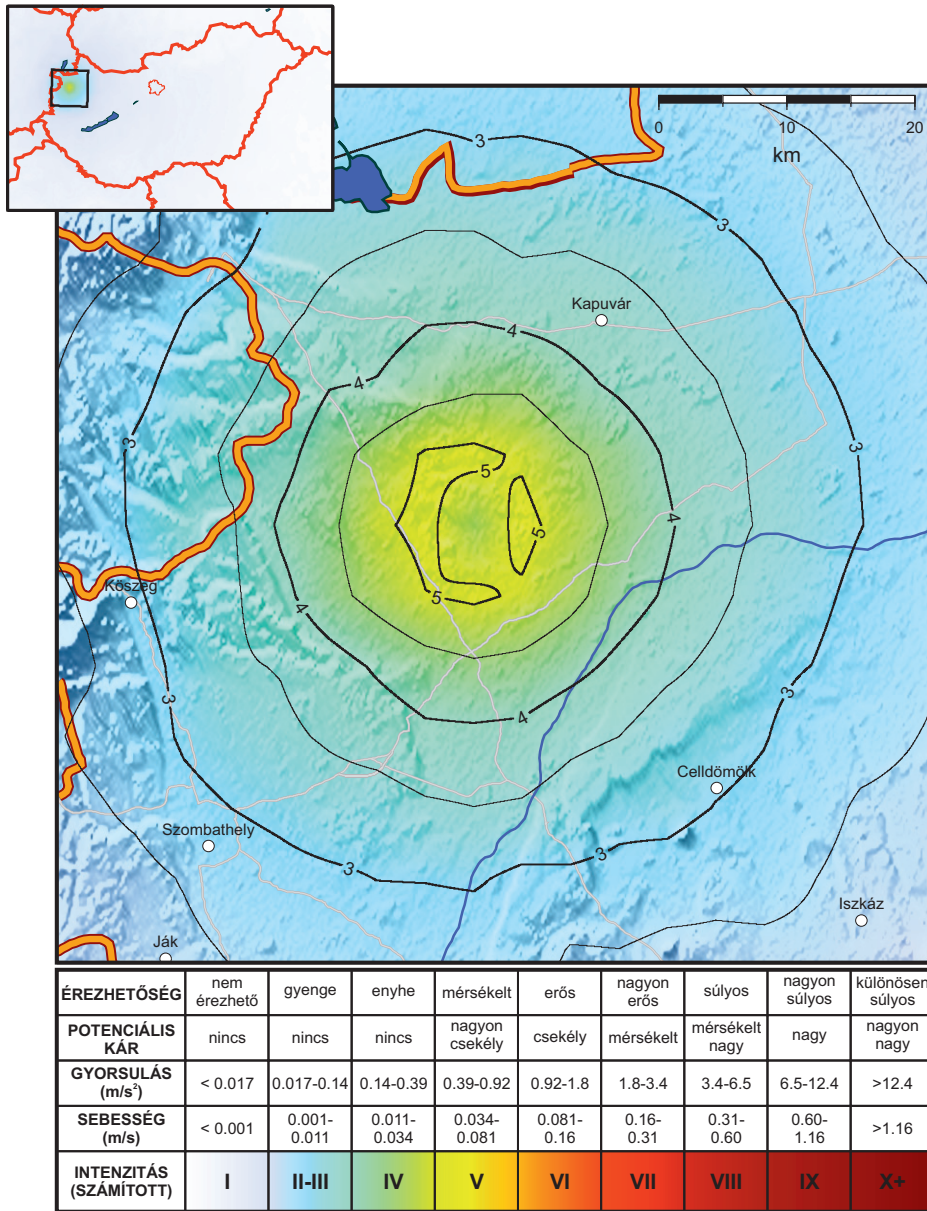 0 10 20
km
3
3
Kapuvár
4
4
3
3
5
5
4
Kőszeg
5
4
3
3
4
Celldömölk
Szombathely
3
3
Iszkáz
Ják
ÉREZHETŐSÉG nem érezhető gyenge enyhe mérsékelt erős nagyon erős súlyos nagyon súlyos különösen súlyos
POTENCIÁLIS KÁR nincs nincs nincs nagyon csekély csekély mérsékelt mérsékelt nagy nagy nagyon nagy
GYORSULÁS (m/s²) < 0.017 0.017-0.14 0.14-0.39 0.39-0.92 0.92-1.8 1.8-3.4 3.4-6.5 6.5-12.4 >12.4
SEBESSÉG (m/s) < 0.001 0.001-0.011 0.011-0.034 0.034-0.081 0.081-0.16 0.16-0.31 0.31-0.60 0.60-1.16 >1.16
INTENZITÁS (SZÁMÍTOTT) I II-III IV V VI VII VIII IX X+